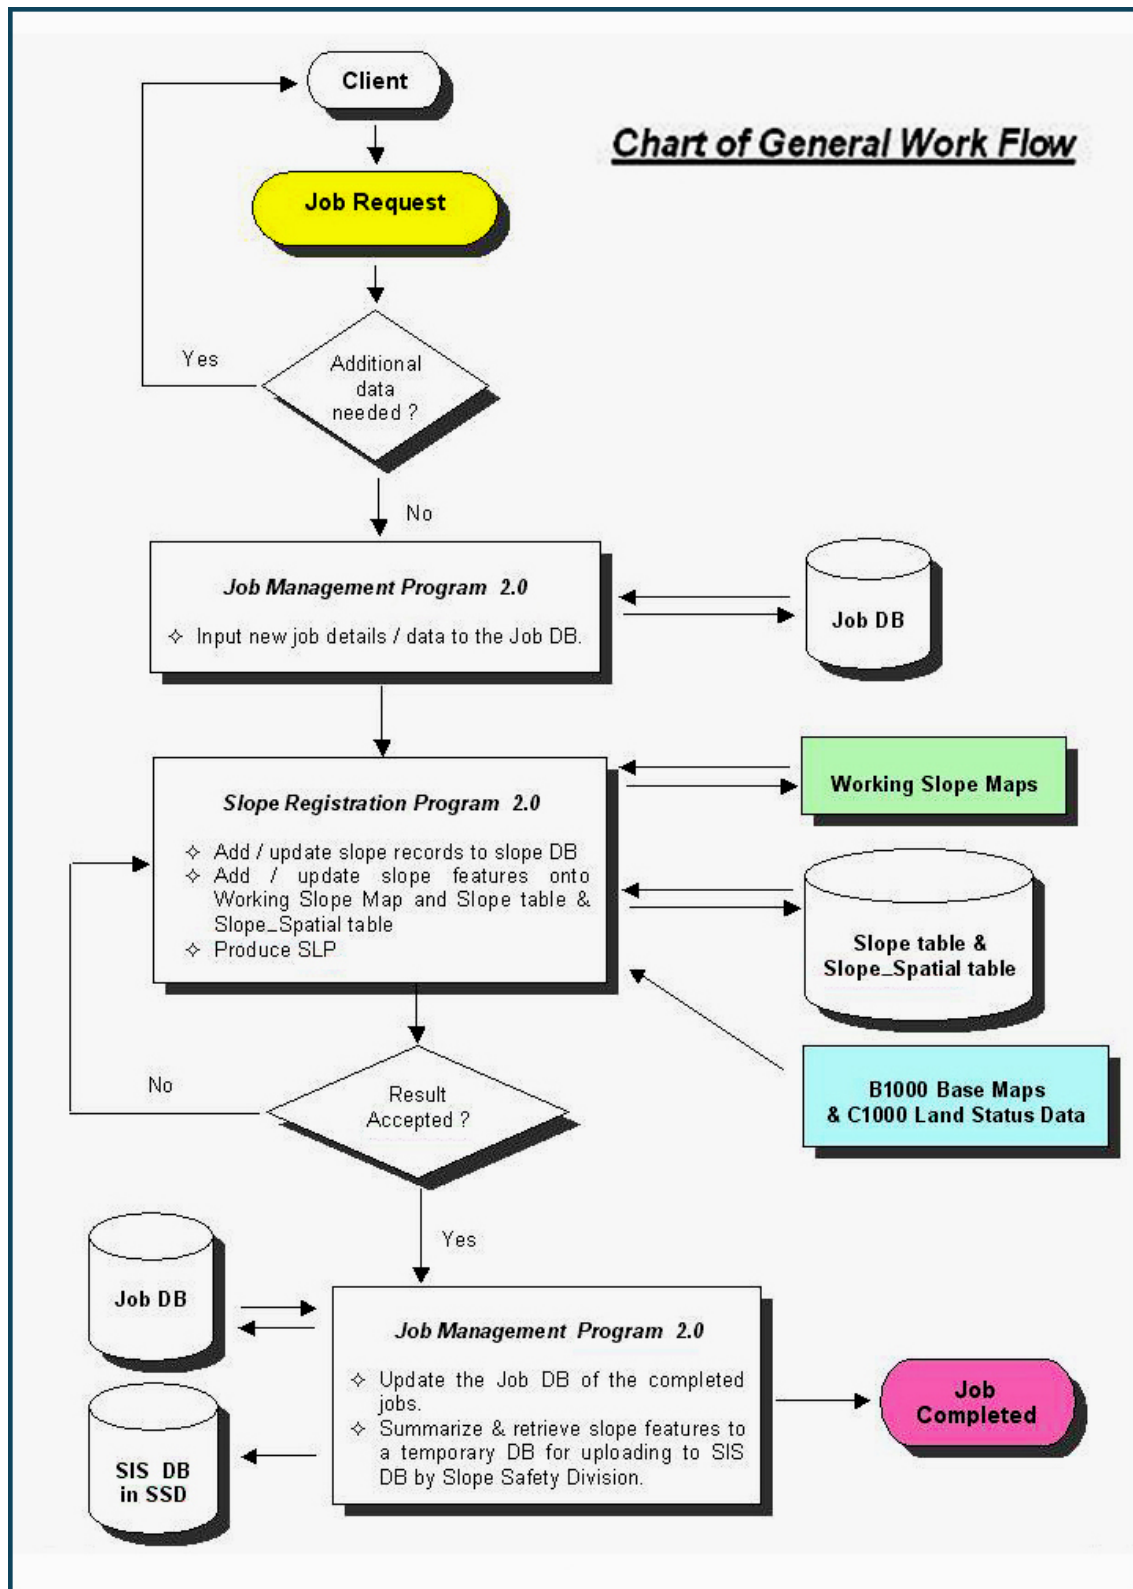 Client
Chart of General Work Flow
Job Request
Yes
Additional
data
needed ?
No
Job Management Program 2.0
✧ Input new job details / data to the Job DB.
Job DB
Slope Registration Program 2.0
✧ Add / update slope records to slope DB
✧ Add / update slope features onto
Working Slope Map and Slope table &
Slope_Spatial table
✧ Produce SLP
Working Slope Maps
Slope table &
Slope_Spatial table
B1000 Base Maps
& C1000 Land Status Data
No
Result
Accepted ?
Yes
Job DB
SIS DB
in SSD
Job Management Program 2.0
✧ Update the Job DB of the completed
jobs.
✧ Summarize & retrieve slope features to
a temporary DB for uploading to SIS
DB by Slope Safety Division.
Job
Completed